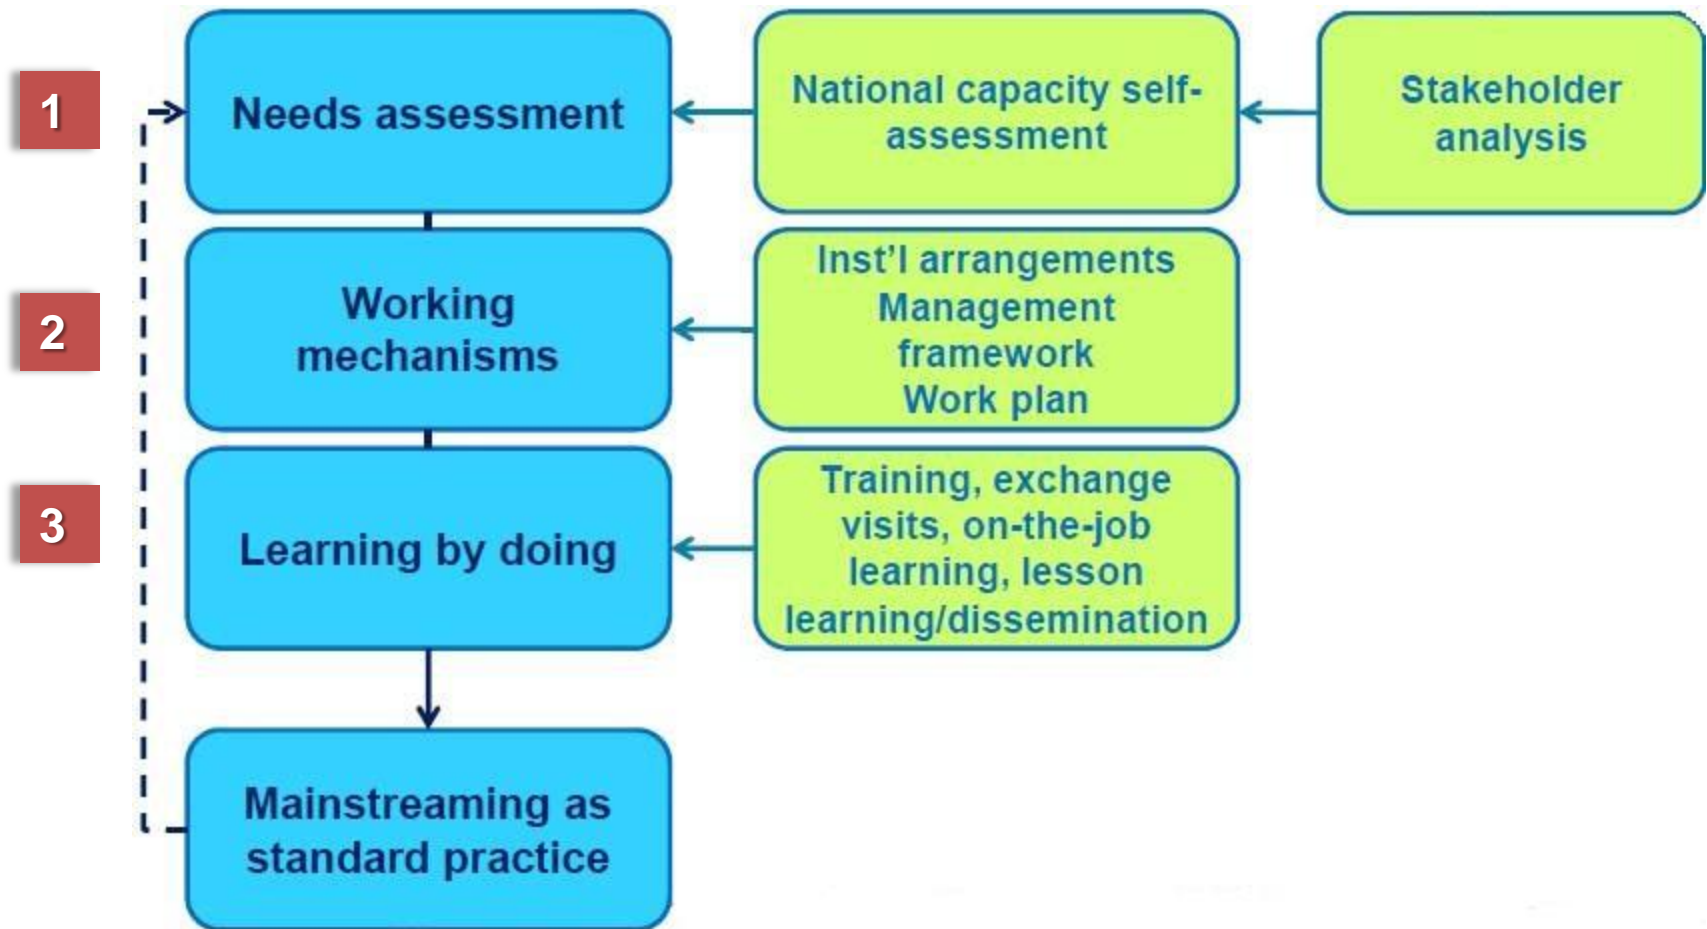 1
Needs assessment
National capacity self-
assessment
Stakeholder
analysis
2
Working
mechanisms
Inst'l arrangements
Management
framework
Work plan
3
Learning by doing
Training, exchange
visits, on-the-job
learning, lesson
learning/dissemination
Mainstreaming as
standard practice